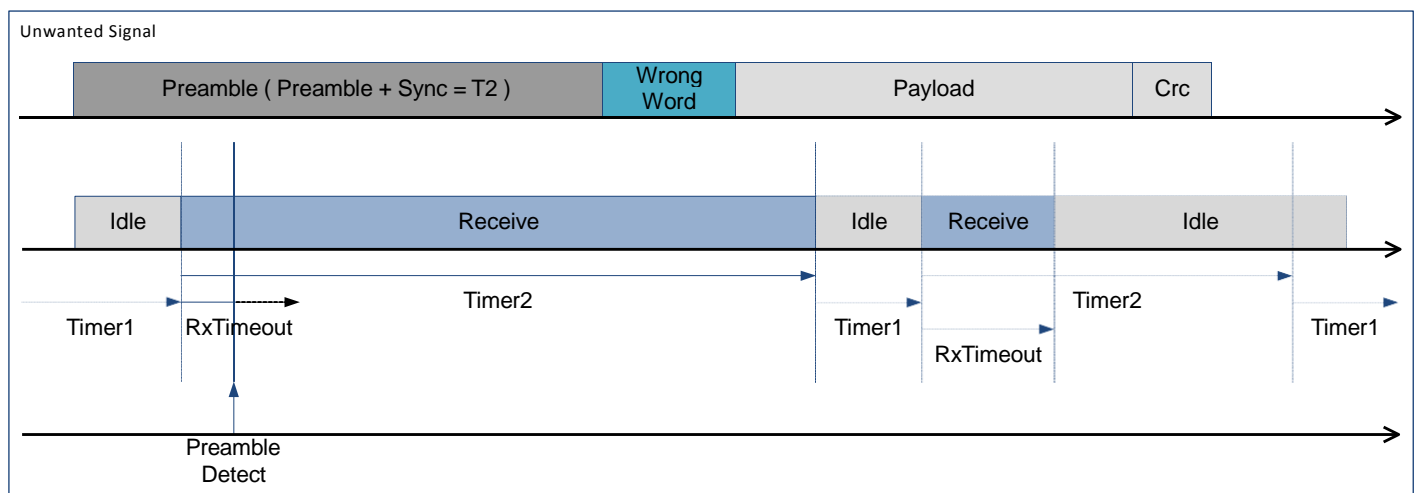 Unwanted Signal
Preamble ( Preamble + Sync = T2 )
Wrong
Word
Payload
Crc
Idle
Receive
Idle
Receive
Idle
Timer2
Timer2
Timer1
RxTimeout
Timer1
Timer1
RxTimeout
Preamble
Detect